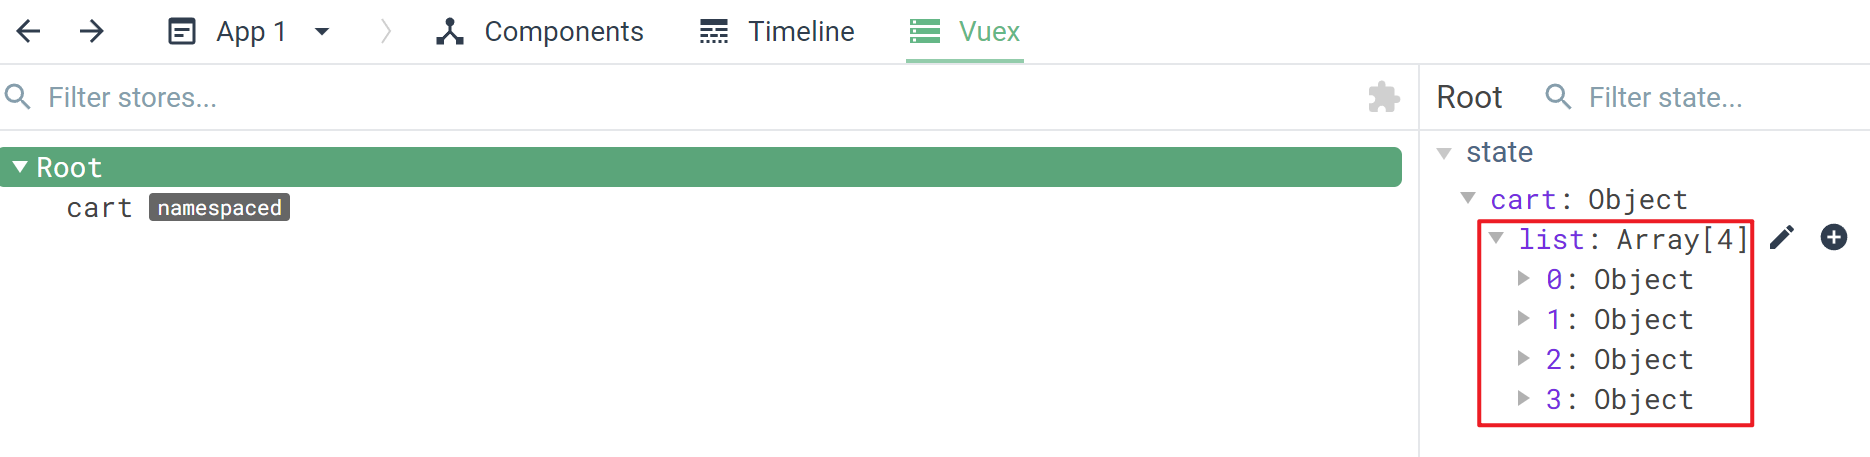 App 1 Components Timeline Vuex
Filter stores...
Root Filter state...
Root
cart namespaced
state
cart: Object
list: Array[4]
0: Object
1: Object
2: Object
3: Object